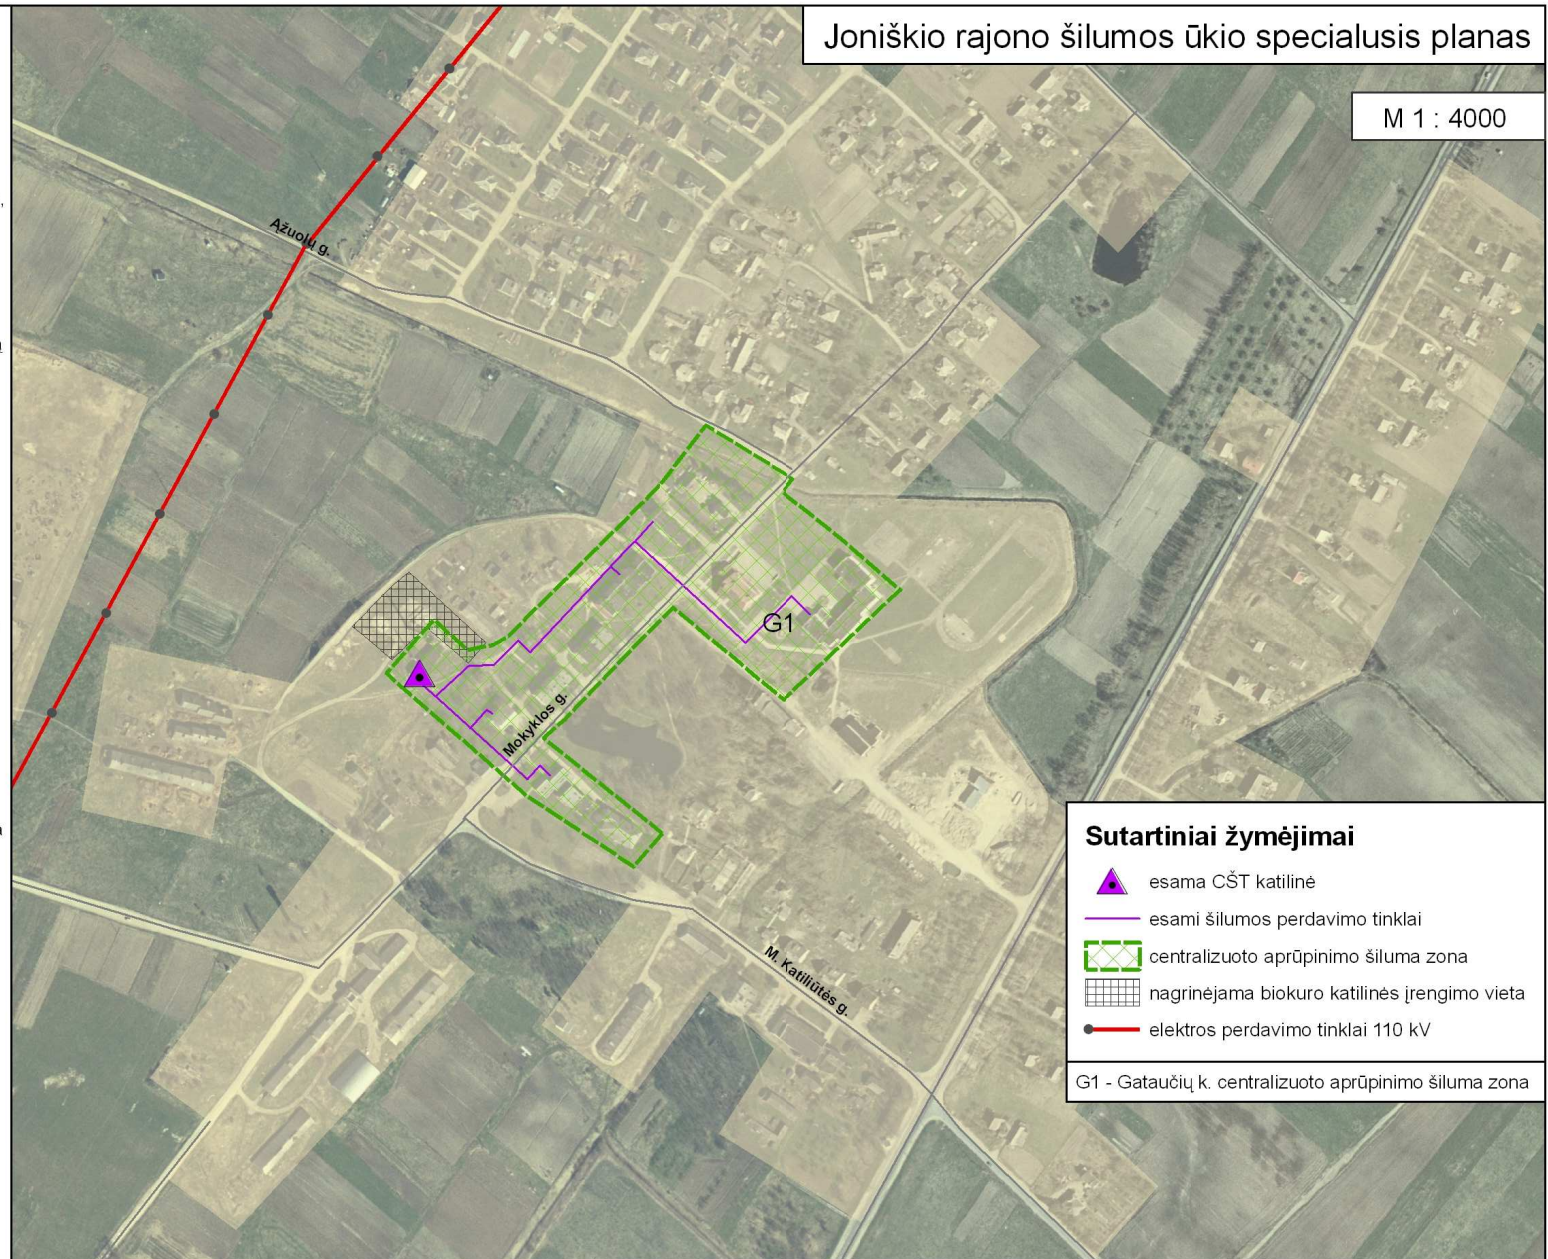 Joniškio rajono šilumos ūkio specialusis planas
M 1 : 4000
Ąžuolų g.
G1
Mokyklos g.
M. Katiliūtės g.
Sutartiniai žymėjimai
esama CŠT katilinė
esami šilumos perdavimo tinklai
centralizuoto aprūpinimo šiluma zona
nagrinėjama biokuro katilinės įrengimo vieta
elektros perdavimo tinklai 110 kV
G1 - Gataučių k. centralizuoto aprūpinimo šiluma zona